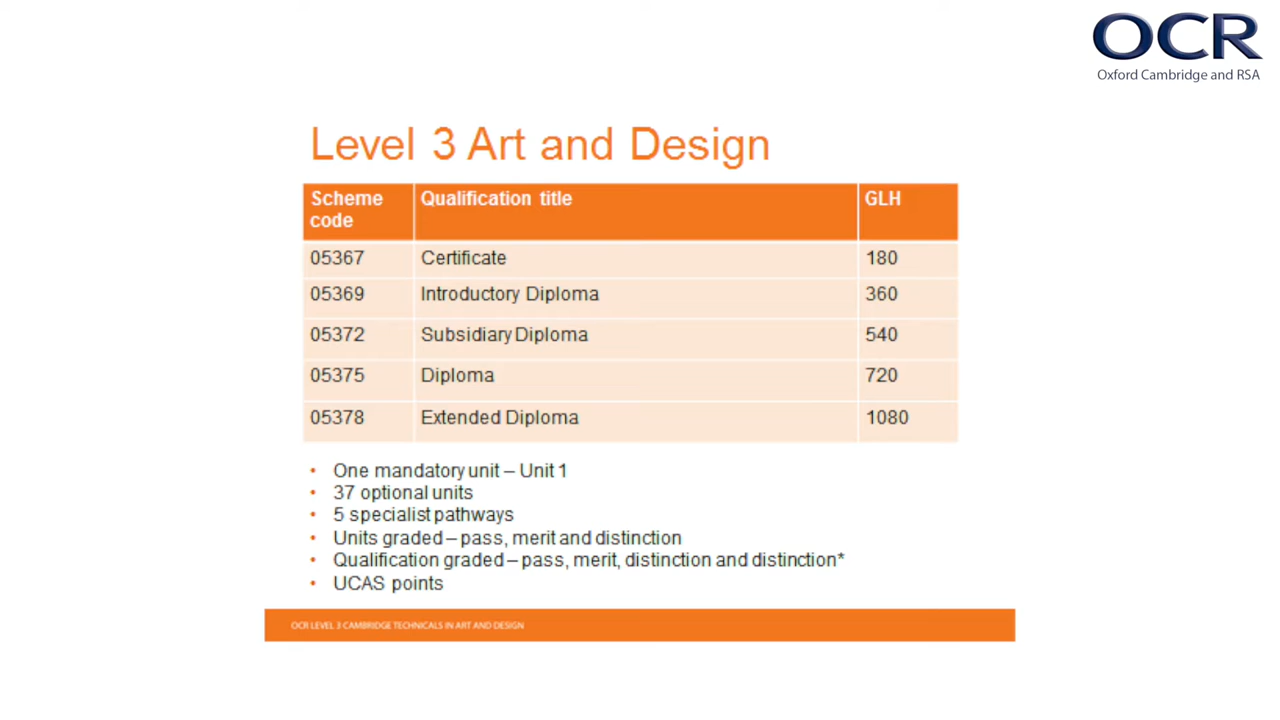 OCR
Oxford Cambridge and RSA
Level 3 Art and Design
Scheme code Qualification title GLH
05367 Certificate 180
05369 Introductory Diploma 360
05372 Subsidiary Diploma 540
05375 Diploma 720
05378 Extended Diploma 1080
• One mandatory unit – Unit 1
• 37 optional units
• 5 specialist pathways
• Units graded – pass, merit and distinction
• Qualification graded – pass, merit, distinction and distinction*
• UCAS points
OCR LEVEL 3 CAMBRIDGE TECHNICALS IN ART AND DESIGN